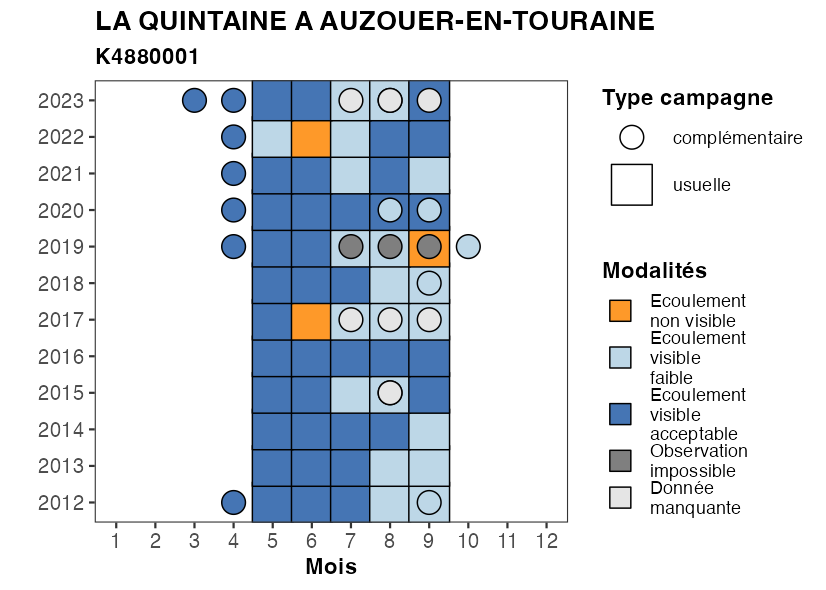 LA QUINTAINE A AUZOUER-EN-TOURAINE
K4880001
2023
2022
2021
2020
2019
2018
2017
2016
2015
2014
2013
2012
1 2 3 4 5 6 7 8 9 10 11 12
Mois
Type campagne
complémentaire
usuelle
Modalités
Ecoulement
non visible
Ecoulement
visible
faible
Ecoulement
visible
acceptable
Observation
impossible
Donnée
manquante